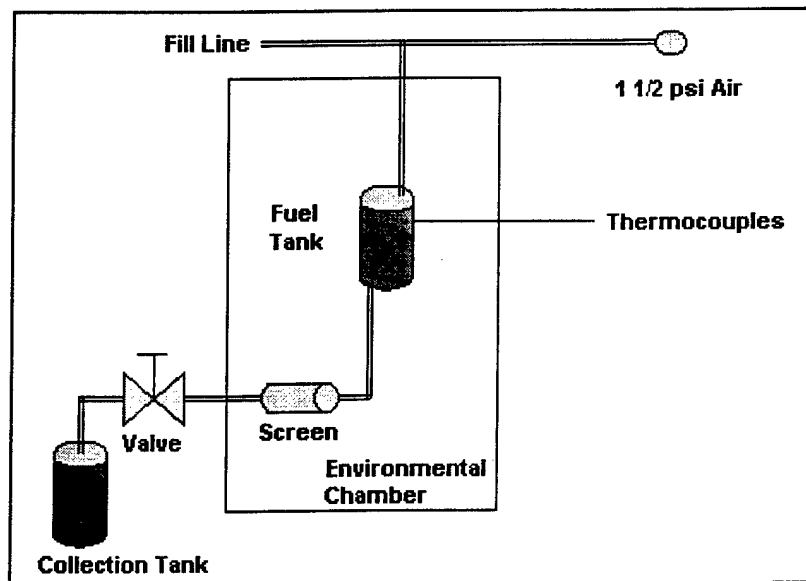 Fill Line
1 1/2 psi Air
Fuel
Tank
Thermocouples
Valve
Screen
Environmental
Chamber
Collection Tank